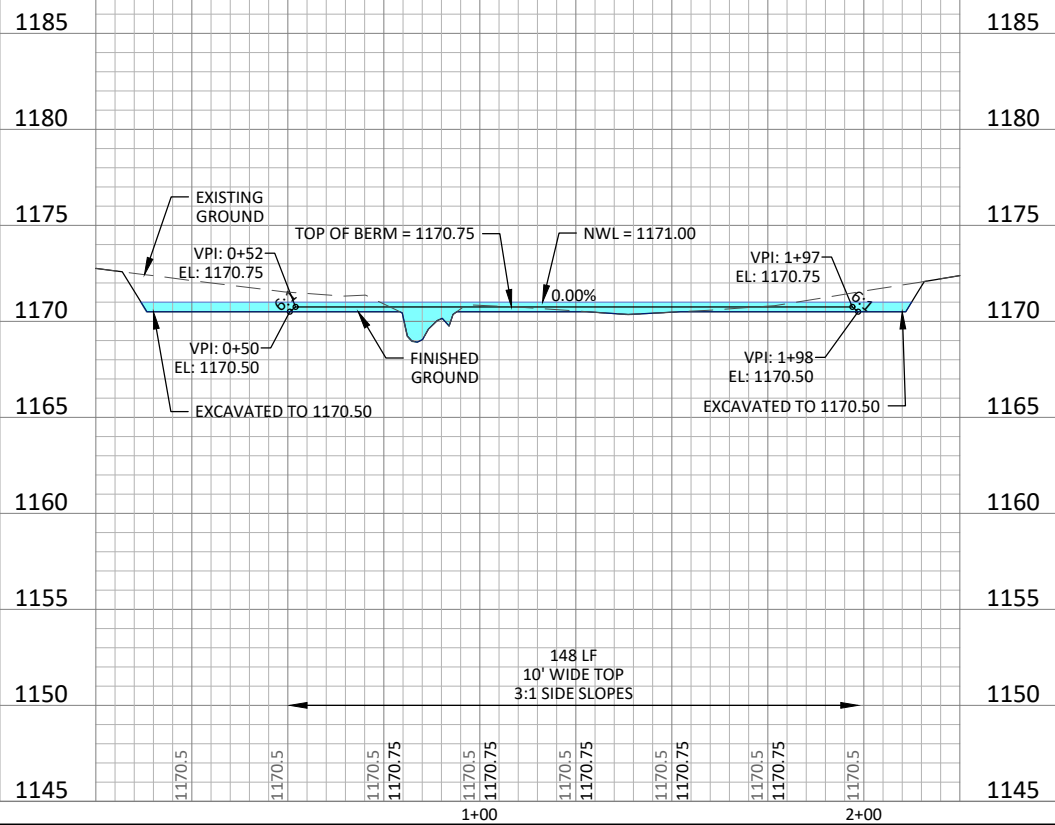 1185
1185
1180
1180
1175
1175
EXISTING
GROUND
TOP OF BERM = 1170.75
NWL = 1171.00
VPI: 0+52
EL: 1170.75
VPI: 1+97
EL: 1170.75
6:1
0.00%
6:1
1170
1170
VPI: 0+50
EL: 1170.50
FINISHED
GROUND
VPI: 1+98
EL: 1170.50
EXCAVATED TO 1170.50
EXCAVATED TO 1170.50
1165
1165
1160
1160
1155
1155
148 LF
10' WIDE TOP
3:1 SIDE SLOPES
1150
1150
1170.5
1170.5
1170.5
1170.75
1170.5
1170.75
1170.5
1170.75
1170.5
1170.75
1170.5
1170.75
1170.5
1145
1145
1+00
2+00